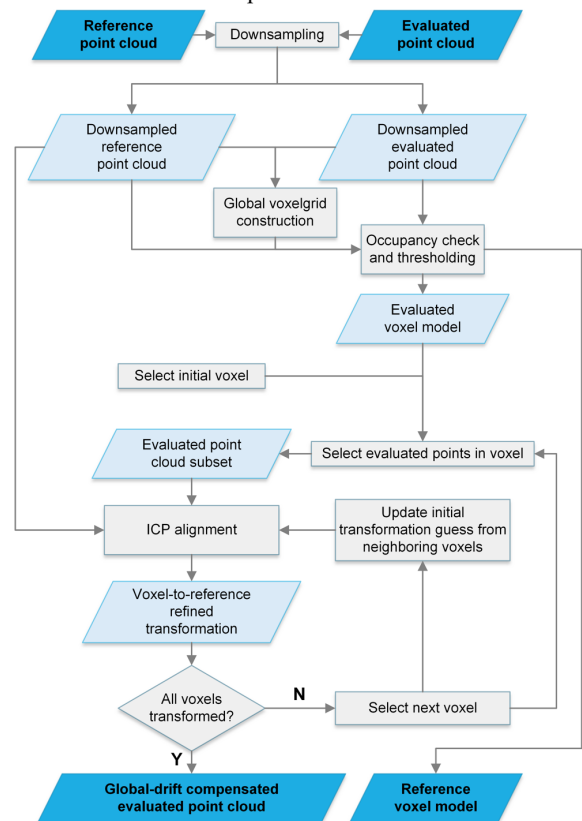 Reference
point cloud
Downsampling
Evaluated
point cloud
Downsampled
reference
point cloud
Downsampled
evaluated
point cloud
Global voxelgrid
construction
Occupancy check
and thresholding
Evaluated
voxel model
Select initial voxel
Evaluated point
cloud subset
Select evaluated points in voxel
ICP alignment
Update initial
transformation guess from
neighboring voxels
Voxel-to-reference
refined
transformation
All voxels
transformed?
N
Select next voxel
Y
Global-drift compensated
evaluated point cloud
Reference
voxel model